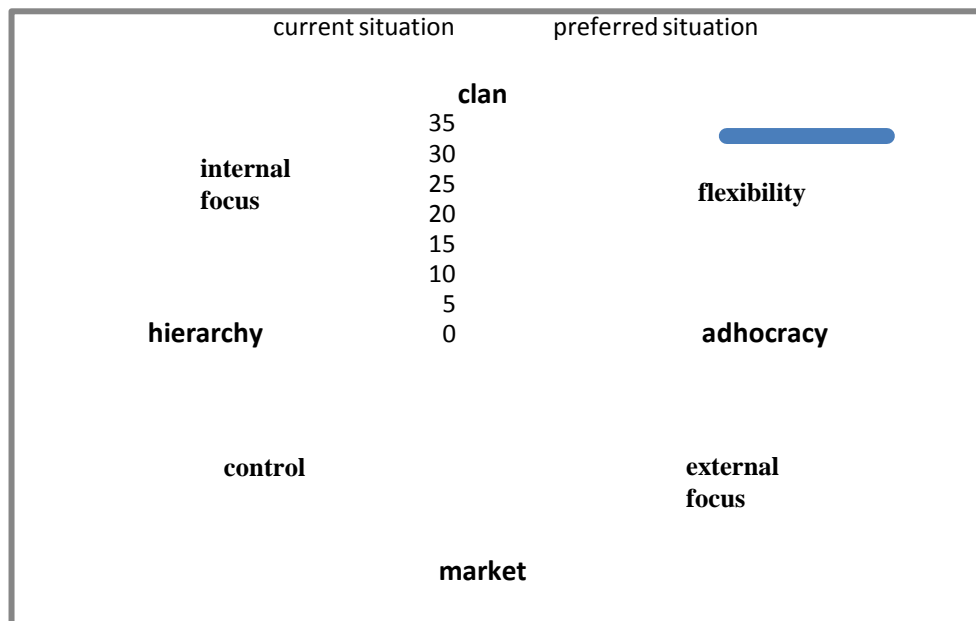 current situation preferred situation
clan
35
30
internal
focus
25
flexibility
20
15
10
5
hierarchy 0 adhocracy
control
external
focus
market